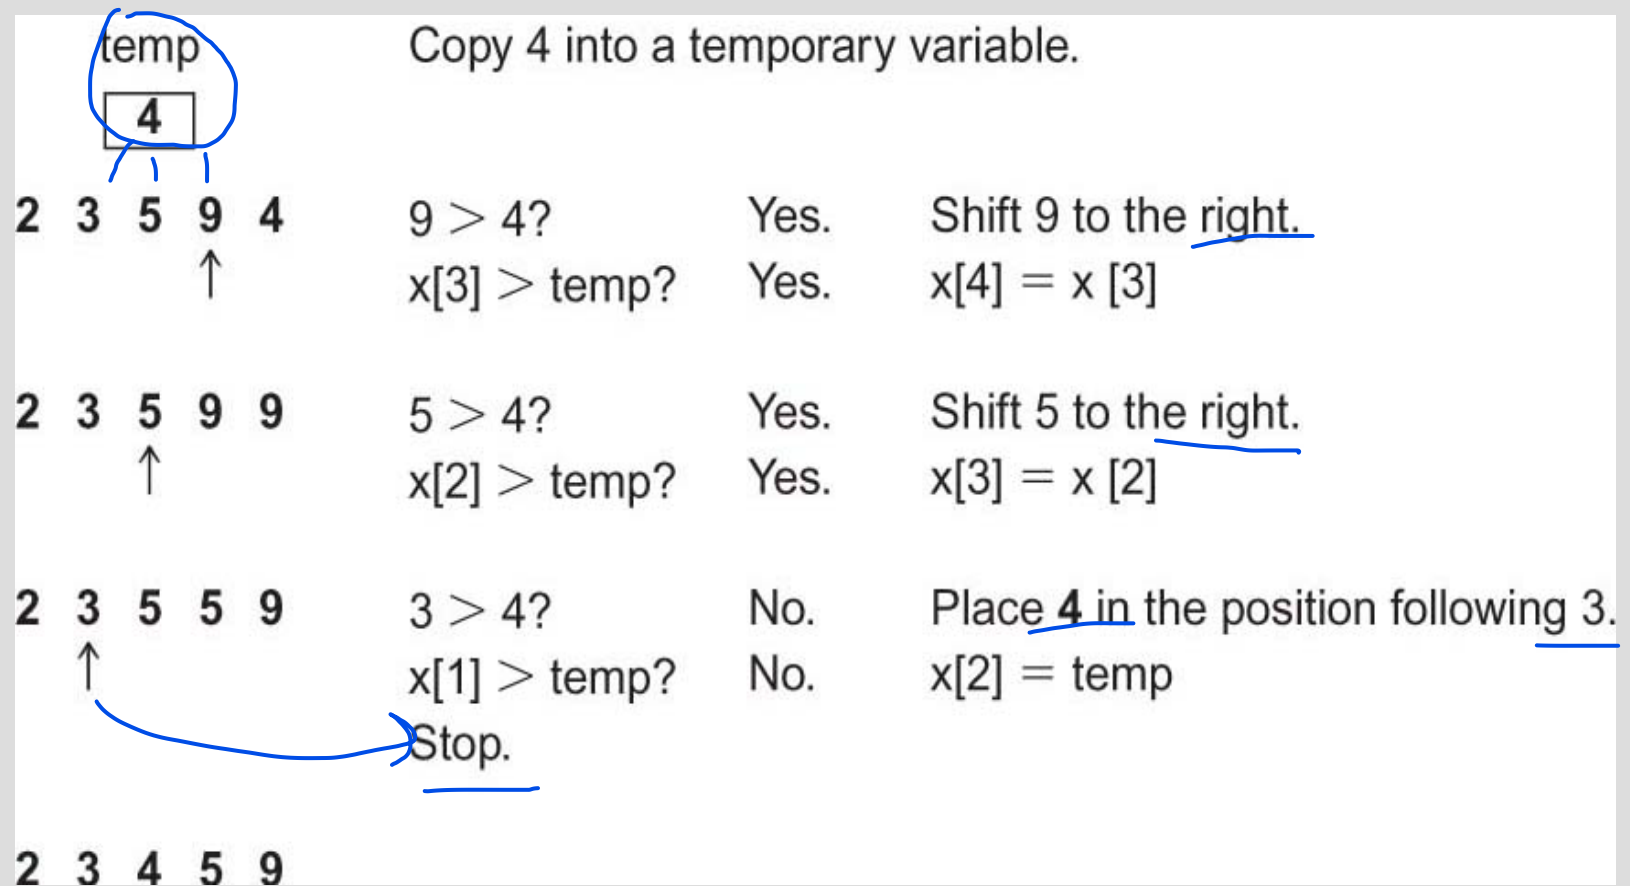 temp Copy 4 into a temporary variable.
4
2 3 5 9 4 9 > 4? Yes. Shift 9 to the right.
↑ x[3] > temp? Yes. x[4] = x [3]
2 3 5 9 9 5 > 4? Yes. Shift 5 to the right.
↑ x[2] > temp? Yes. x[3] = x [2]
2 3 5 5 9 3 > 4? No. Place 4 in the position following 3.
↑ x[1] > temp? No. x[2] = temp
Stop.
2 3 4 5 9